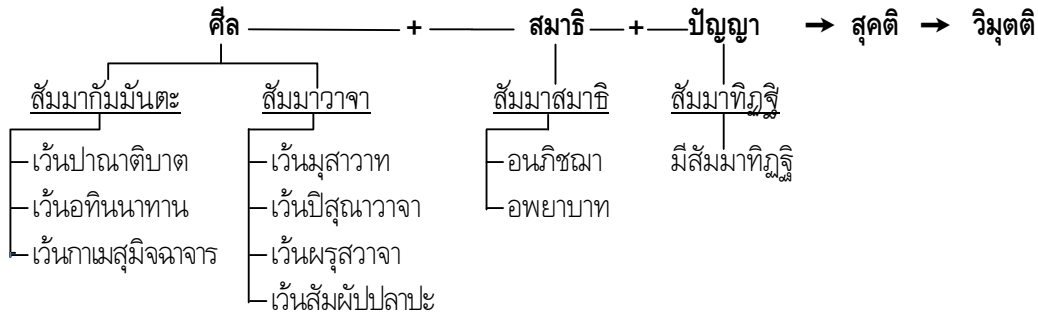 ศีล + สมาธิ + ปัญญา → สุคติ → วิมุตติ
สัมมากัมมันตะ สัมมาวาจา สัมมาสมาธิ สัมมาทิฏฐิ
เว้นปาณาติบาต เว้นมุสาวาท อนภิชฌา มีสัมมาทิฏฐิ
เว้นอทินนาทาน เว้นปิสุณาวาจา อพยาบาท
เว้นกาเมสุมิจฉาจาร เว้นผรุสวาจา
เว้นสัมผัปปลาปะ